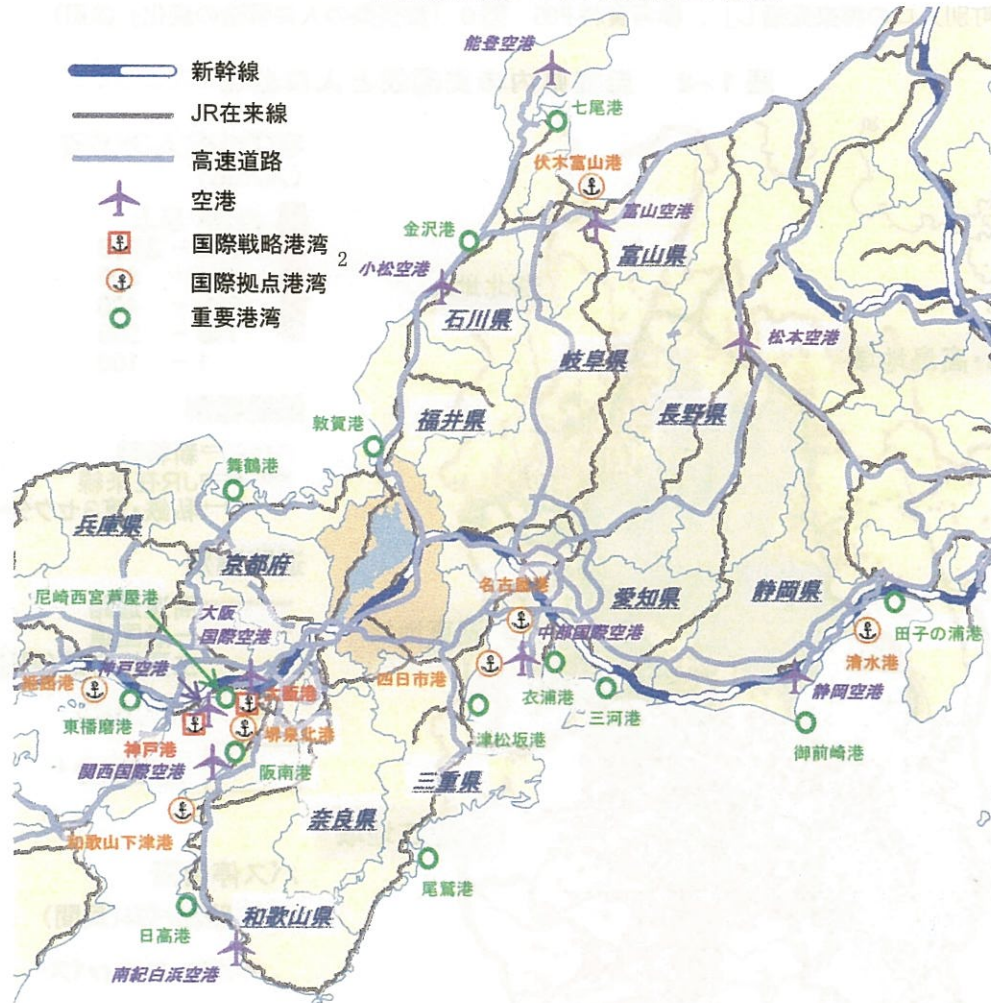 新幹線
JR在来線
高速道路
空港
国際戦略港湾
2
国際拠点港湾
重要港湾
能登空港
七尾港
伏木富山港
富山空港
金沢港
小松空港
富山県
石川県
岐阜県
松本空港
長野県
福井県
敦賀港
舞鶴港
兵庫県
京都府
尼崎西宮芦屋港
大阪
国際空港
名古屋港
愛知県
静岡県
中部国際空港
田子の浦港
清水港
神戸空港
姫路港
東播磨港
大阪港
四日市港
衣浦港
三河港
静岡空港
御前崎港
神戸港
堺泉北港
津松坂港
関西国際空港
阪南港
三重県
奈良県
和歌山下津港
尾鷲港
日高港
和歌山県
南紀白浜空港